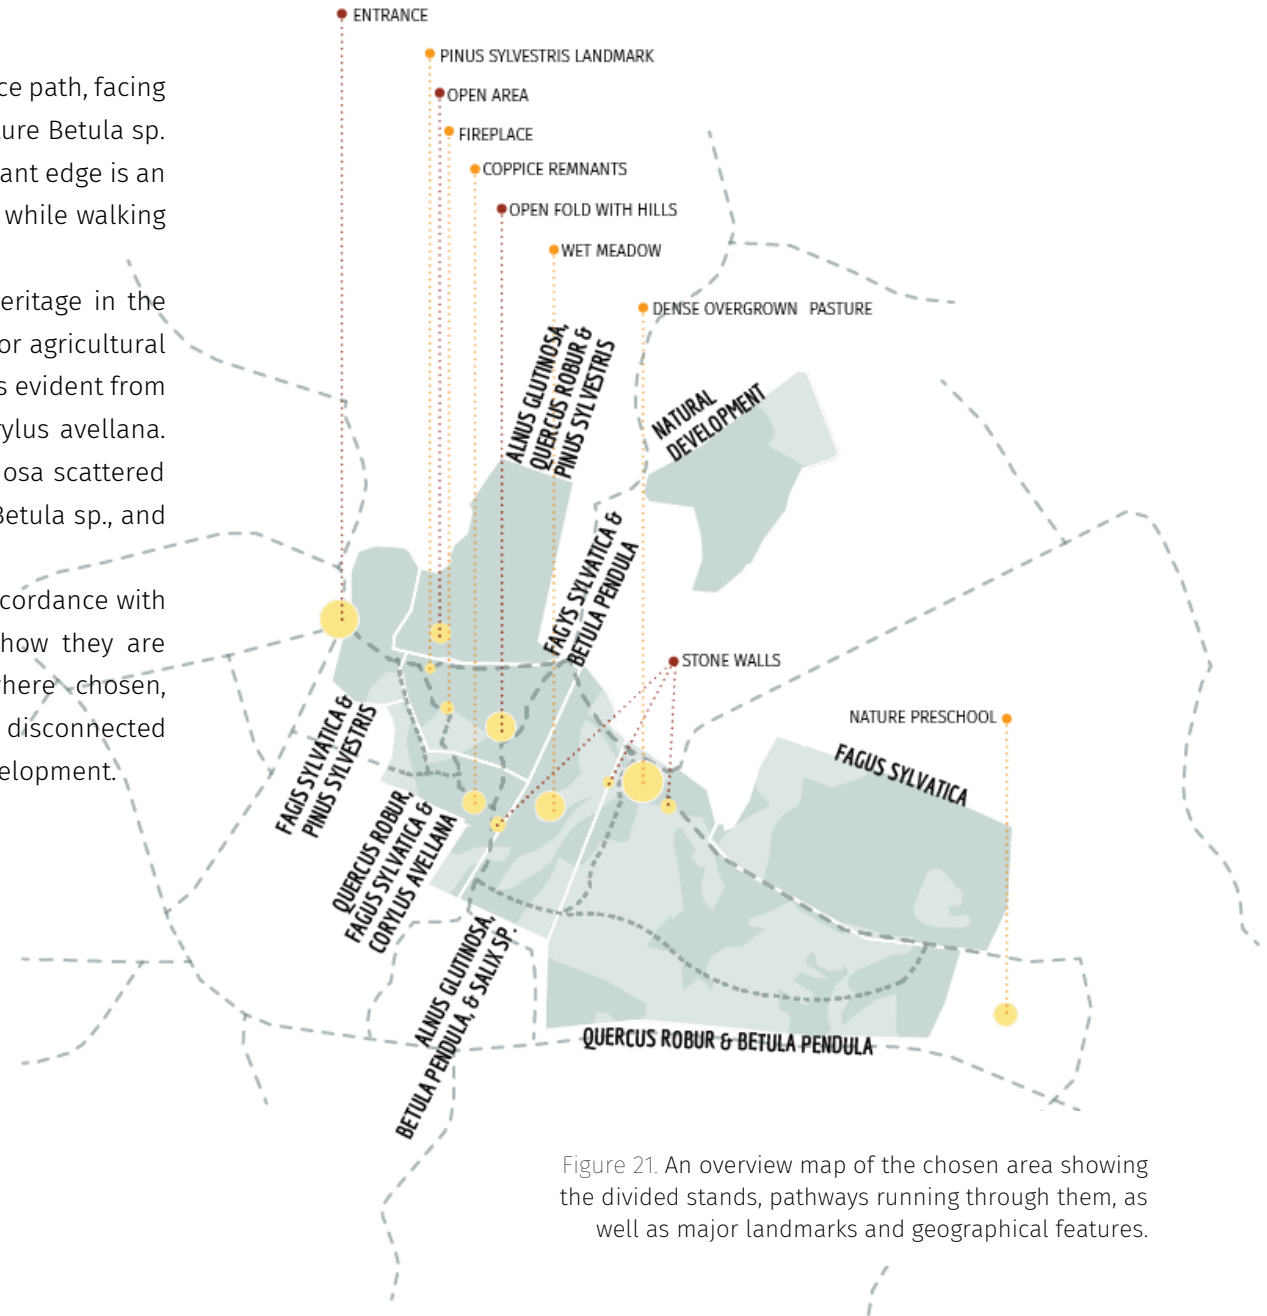 ce path, facing
ure Betula sp.
ant edge is an
while walking
eritage in the
or agricultural
s evident from
rylus avellana.
osa scattered
Betula sp., and
ccordance with
how they are
where chosen,
disconnected
velopment.
ENTRANCE
PINUS SYLVESTRIS LANDMARK
OPEN AREA
FIREPLACE
COPPICE REMNANTS
OPEN FOLD WITH HILLS
WET MEADOW
DENSE OVERGROWN PASTURE
ALNUS GLUTINOSA,
QUERCUS ROBUR &
PINUS SYLVESTRIS
NATURAL
DEVELOPMENT
FAGYS SYLVATICA &
BETULA PENDULA
STONE WALLS
NATURE PRESCHOOL
FAGUS SYLVATICA
FAGIS SYLVATICA &
PINUS SYLVESTRIS
QUERCUS ROBUR,
FAGUS SYLVATICA &
CORYLUS AVELLANA
ALNUS GLUTINOSA,
BETULA PENDULA, & SALIX SP.
QUERCUS ROBUR & BETULA PENDULA
Figure 21. An overview map of the chosen area showing
the divided stands, pathways running through them, as
well as major landmarks and geographical features.